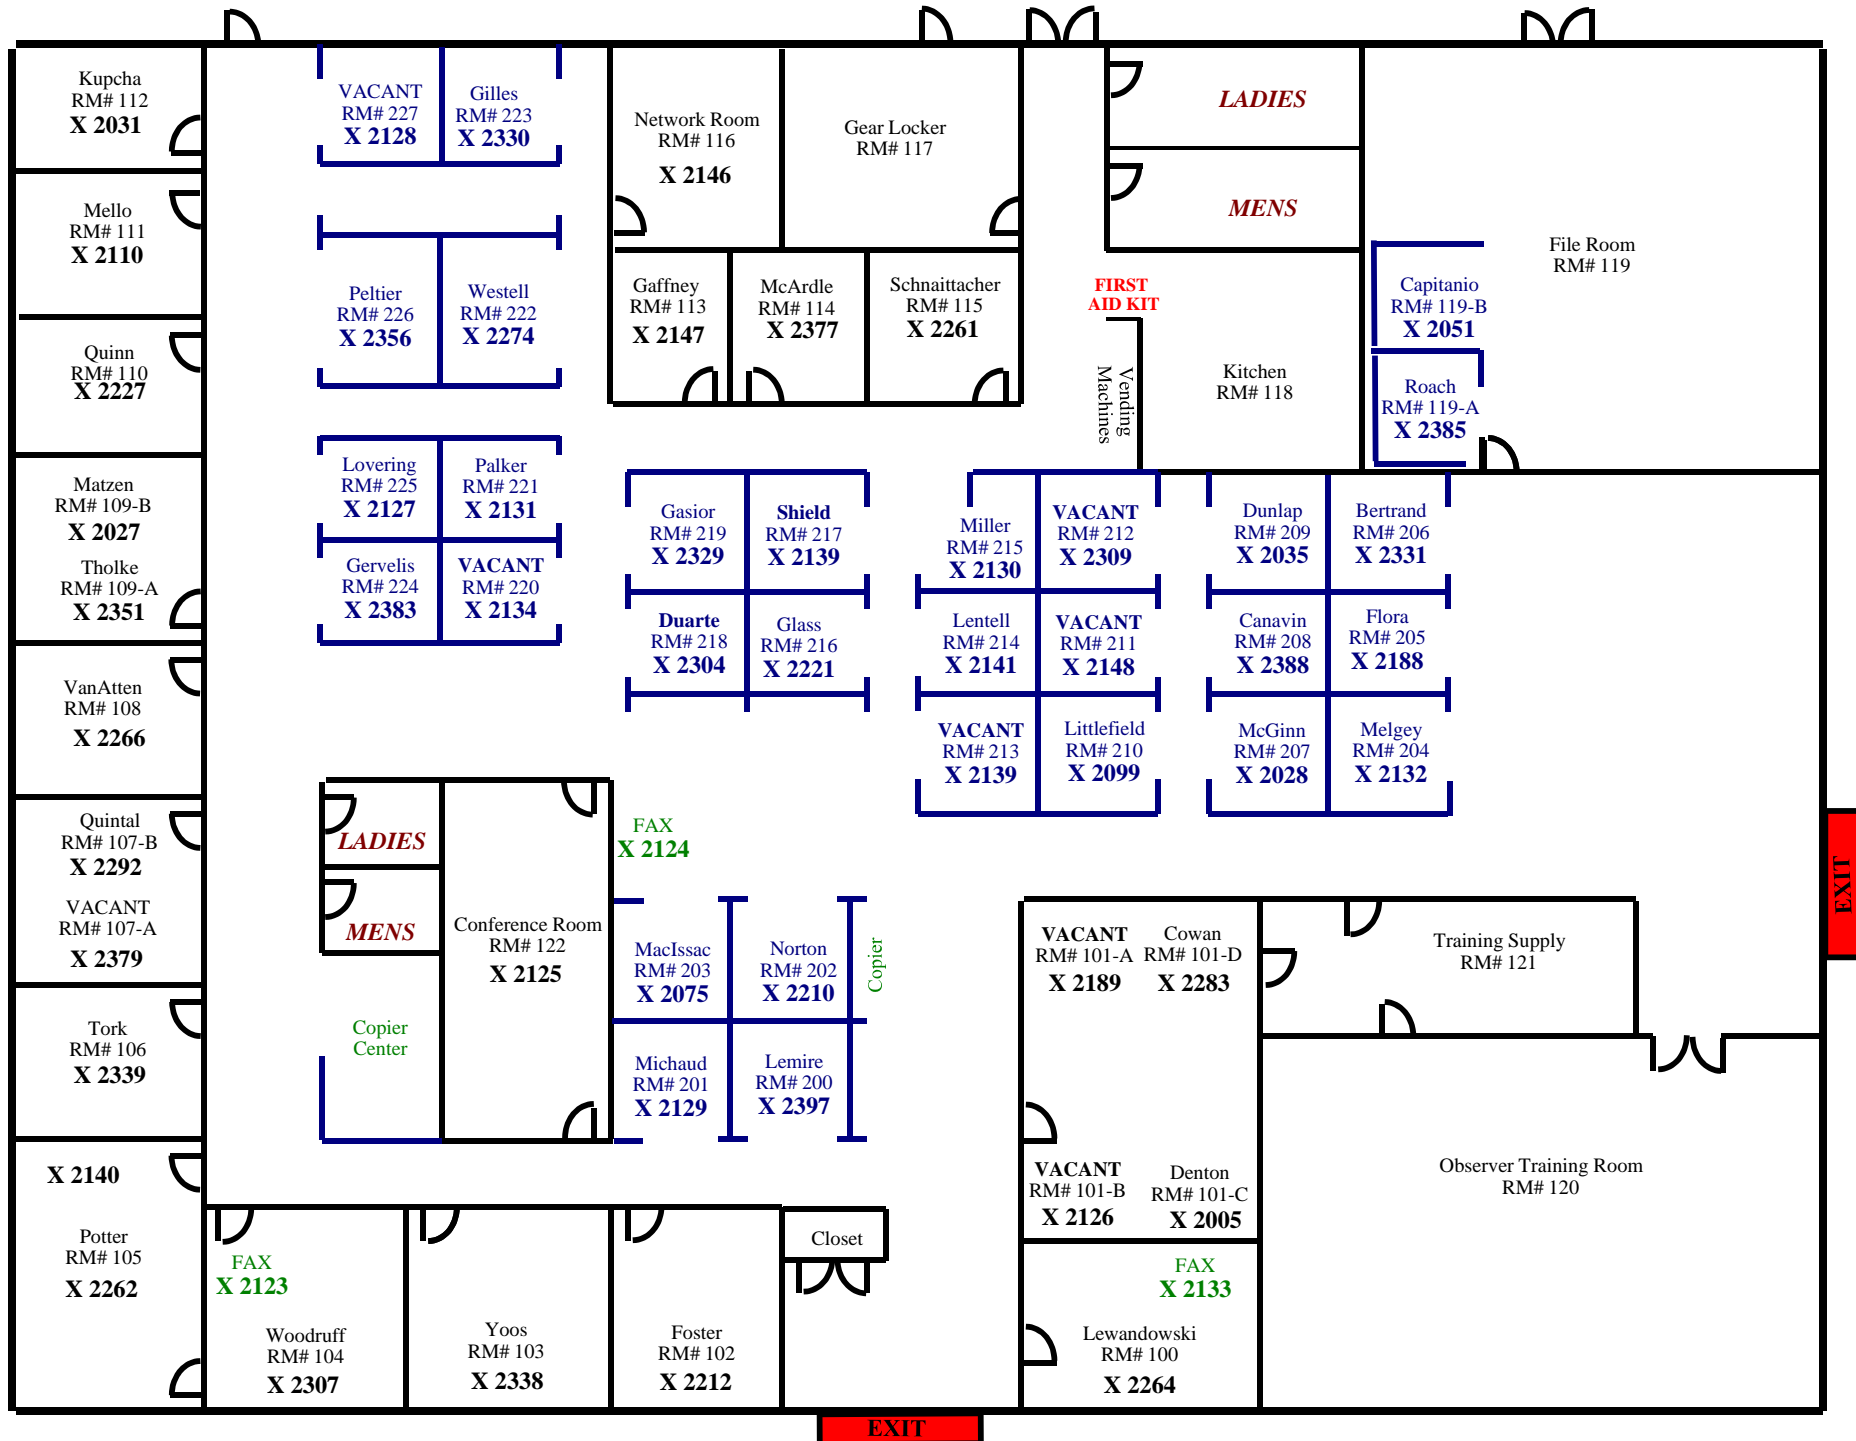 Kupcha
RM# 112
X 2031
Mello
RM# 111
X 2110
Quinn
RM# 110
X 2227
Matzen
RM# 109-B
X 2027
Tholke
RM# 109-A
X 2351
VanAtten
RM# 108
X 2266
Quintal
RM# 107-B
X 2292
VACANT
RM# 107-A
X 2379
Tork
RM# 106
X 2339
X 2140
Potter
RM# 105
X 2262
VACANT
RM# 227
X 2128
Gilles
RM# 223
X 2330
Peltier
RM# 226
X 2356
Westell
RM# 222
X 2274
Lovering
RM# 225
X 2127
Palker
RM# 221
X 2131
Gervelis
RM# 224
X 2383
VACANT
RM# 220
X 2134
Network Room
RM# 116
X 2146
Gear Locker
RM# 117
Gaffney
RM# 113
X 2147
McArdle
RM# 114
X 2377
Schnaittacher
RM# 115
X 2261
LADIES
MENS
FIRST
AID KIT
Vending
Machines
Kitchen
RM# 118
File Room
RM# 119
Capitanio
RM# 119-B
X 2051
Roach
RM# 119-A
X 2385
Gasior
RM# 219
X 2329
Shield
RM# 217
X 2139
Duarte
RM# 218
X 2304
Glass
RM# 216
X 2221
Miller
RM# 215
X 2130
VACANT
RM# 212
X 2309
Lentell
RM# 214
X 2141
VACANT
RM# 211
X 2148
VACANT
RM# 213
X 2139
Littlefield
RM# 210
X 2099
Dunlap
RM# 209
X 2035
Bertrand
RM# 206
X 2331
Canavin
RM# 208
X 2388
Flora
RM# 205
X 2188
McGinn
RM# 207
X 2028
Melgey
RM# 204
X 2132
LADIES
MENS
Copier
Center
Conference Room
RM# 122
X 2125
FAX
X 2124
MacIssac
RM# 203
X 2075
Norton
RM# 202
X 2210
Copier
Michaud
RM# 201
X 2129
Lemire
RM# 200
X 2397
VACANT
RM# 101-A
X 2189
Cowan
RM# 101-D
X 2283
VACANT
RM# 101-B
X 2126
Denton
RM# 101-C
X 2005
Training Supply
RM# 121
Observer Training Room
RM# 120
EXIT
FAX
X 2123
Woodruff
RM# 104
X 2307
Yoos
RM# 103
X 2338
Foster
RM# 102
X 2212
Closet
FAX
X 2133
Lewandowski
RM# 100
X 2264
EXIT